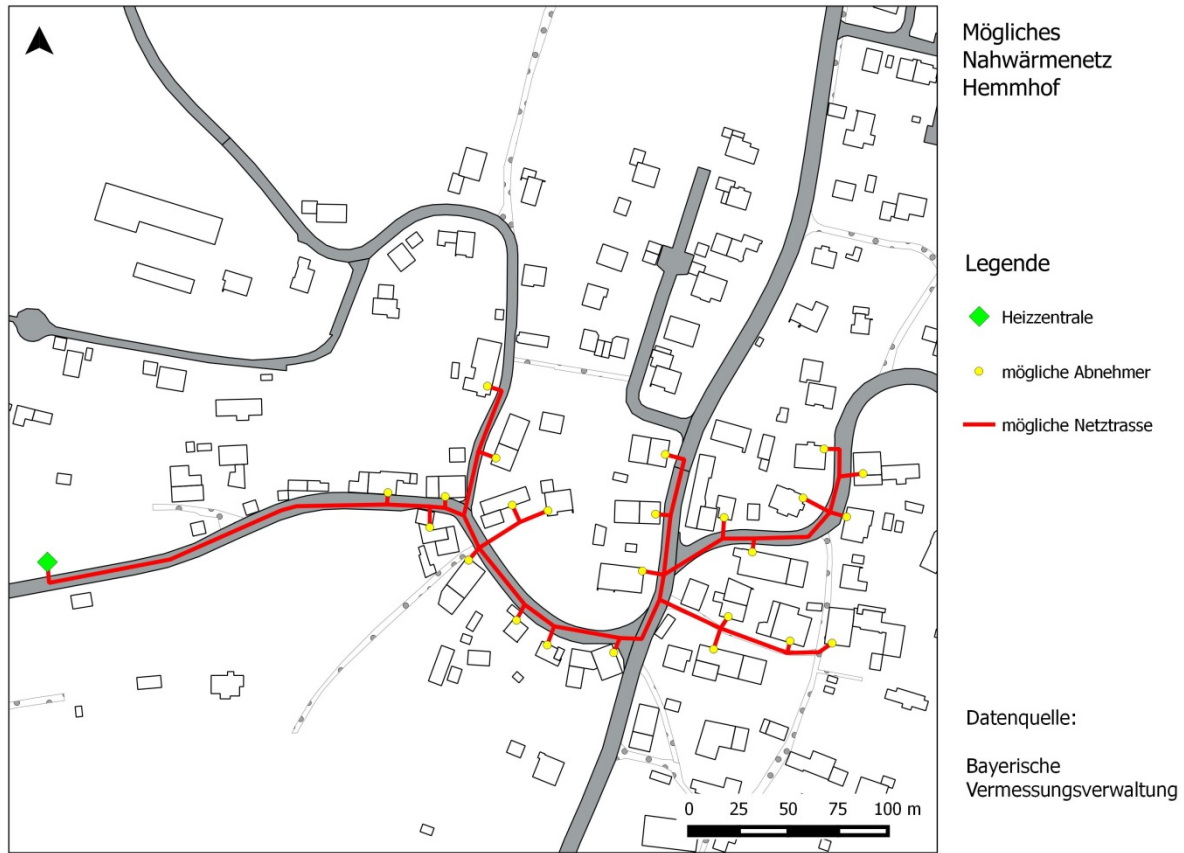 Mögliches
Nahwärmenetz
Hemmhof
Legende
Heizzentrale
mögliche Abnehmer
mögliche Netztrasse
Datenquelle:
Bayerische
Vermessungsverwaltung
0 25 50 75 100 m